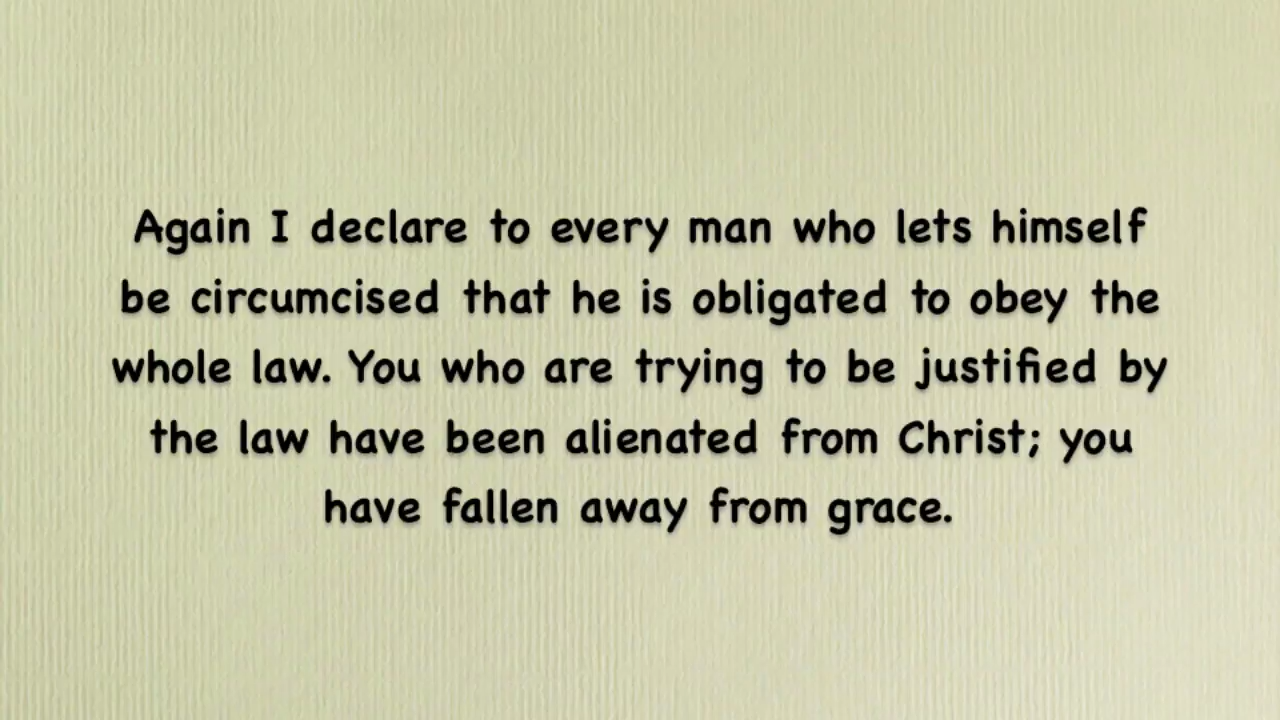 Again I declare to every man who lets himself
be circumcised that he is obligated to obey the
whole law. You who are trying to be justified by
the law have been alienated from Christ; you
have fallen away from grace.